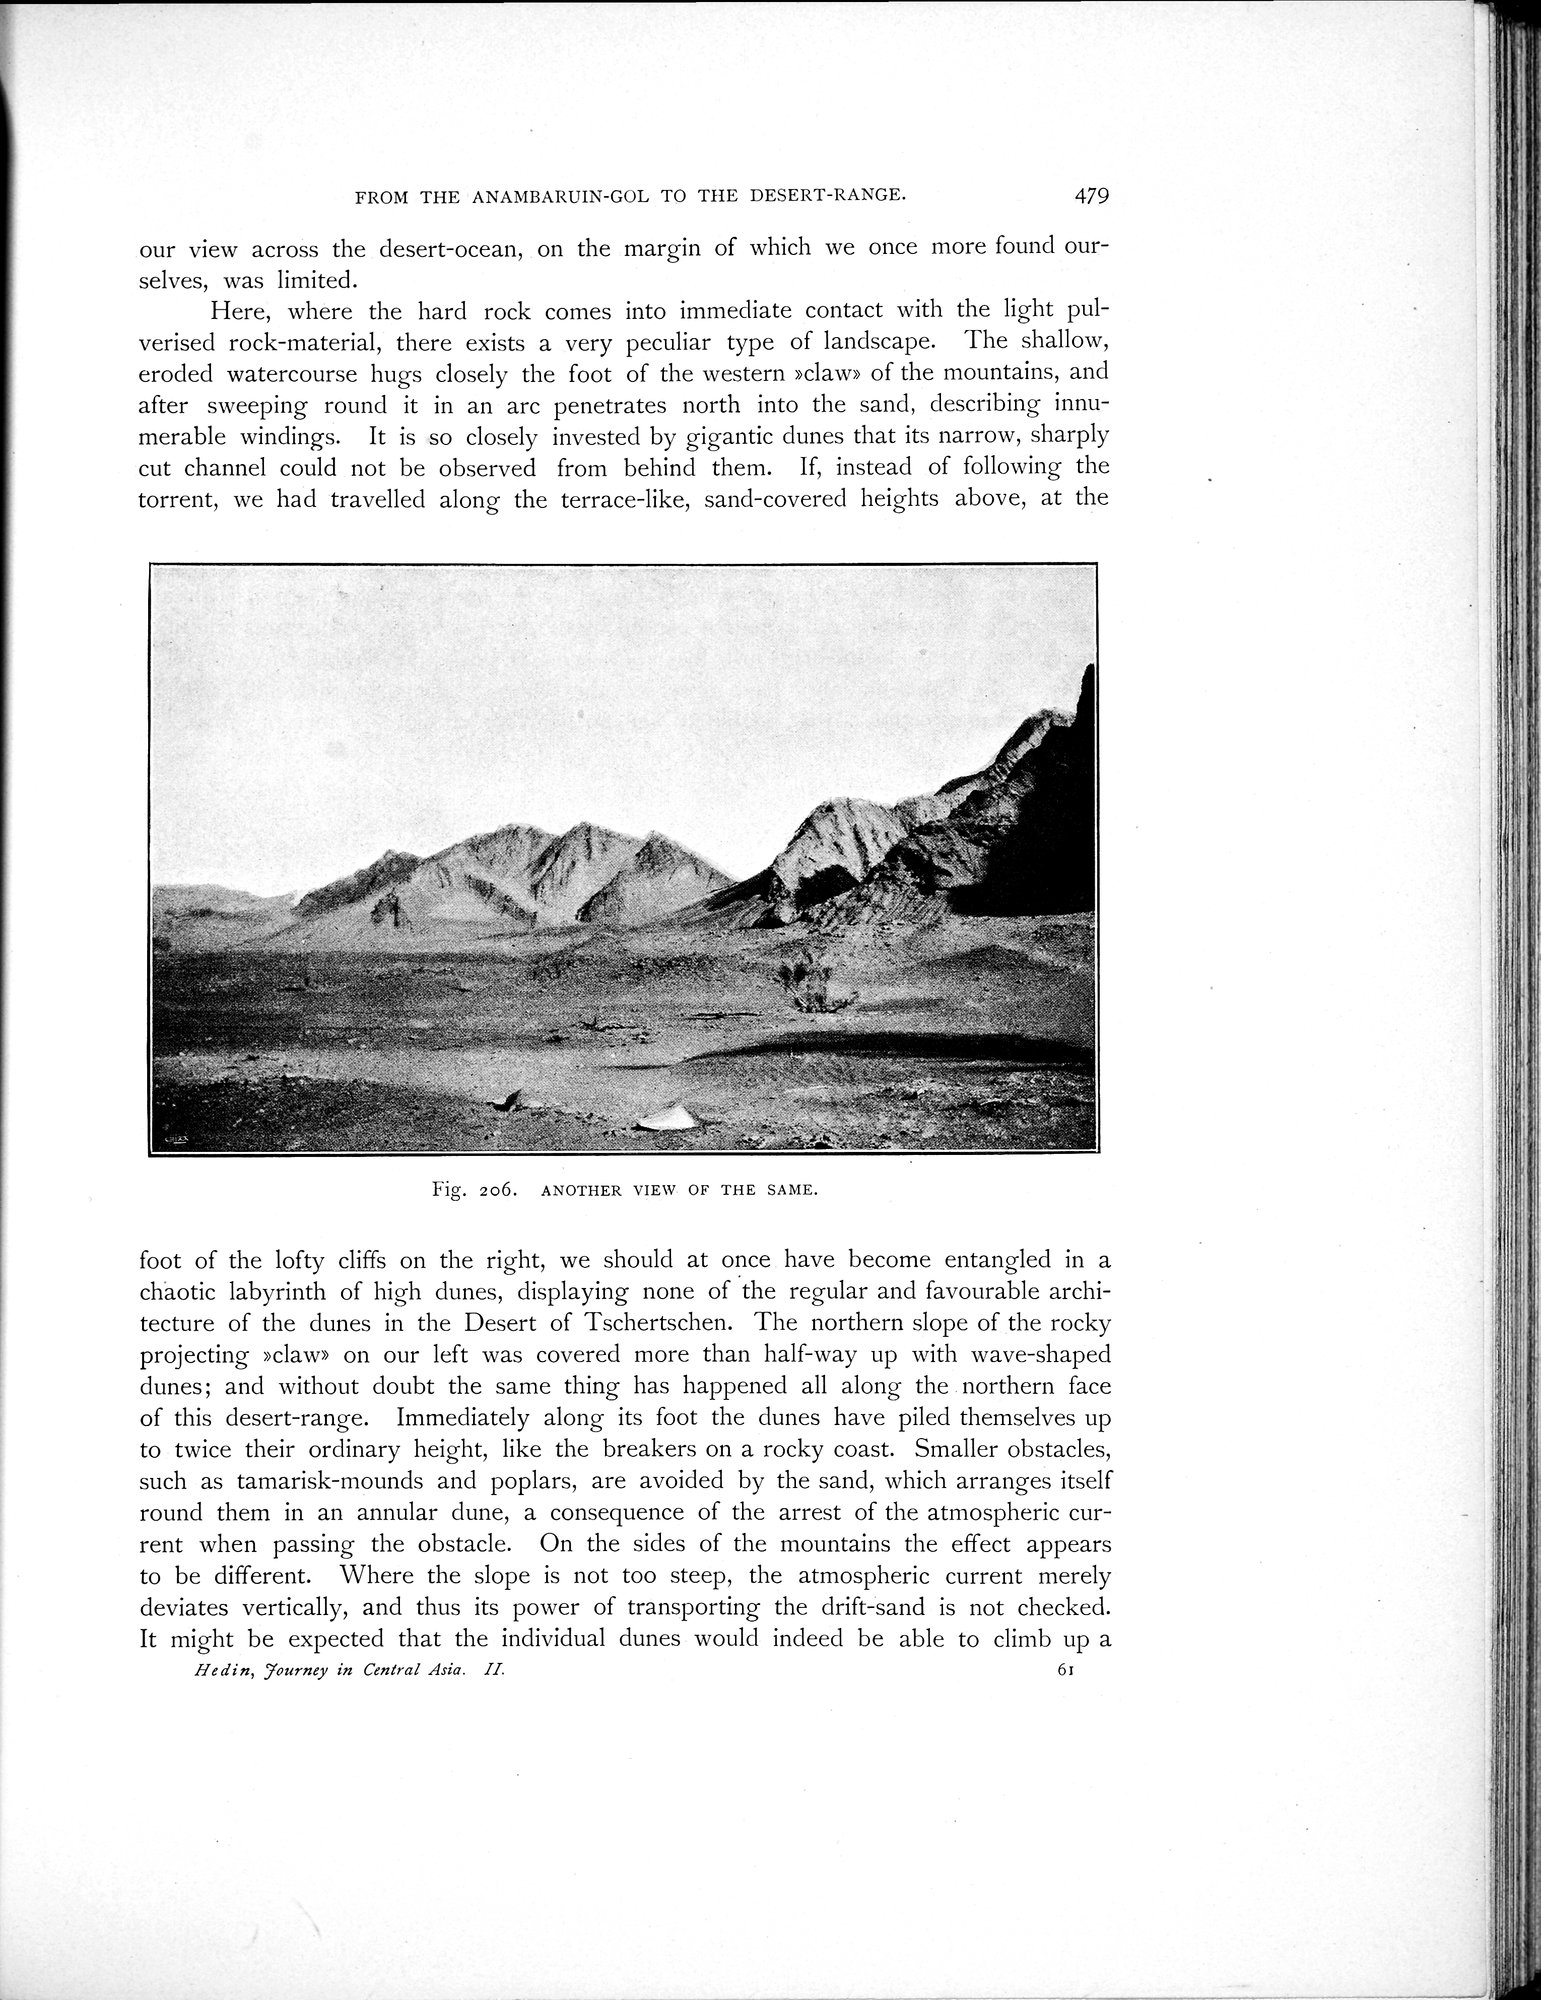 FROM THE ANAMBARUIN-GOL TO THE DESERT-RANGE. 479
our view across the desert-ocean, on the margin of which we once more found our-
selves, was limited.
Here, where the hard rock comes into immediate contact with the light pul-
verised rock-material, there exists a very peculiar type of landscape. The shallow,
eroded watercourse hugs closely the foot of the western »claw» of the mountains, and
after sweeping round it in an arc penetrates north into the sand, describing innu-
merable windings. It is so closely invested by gigantic dunes that its narrow, sharply
cut channel could not be observed from behind them. If, instead of following the
torrent, we had travelled along the terrace-like, sand-covered heights above, at the
Fig. 206. ANOTHER VIEW OF THE SAME.
foot of the lofty cliffs on the right, we should at once have become entangled in a
chaotic labyrinth of high dunes, displaying none of the regular and favourable archi-
tecture of the dunes in the Desert of Tschertschen. The northern slope of the rocky
projecting »claw» on our left was covered more than half-way up with wave-shaped
dunes; and without doubt the same thing has happened all along the northern face
of this desert-range. Immediately along its foot the dunes have piled themselves up
to twice their ordinary height, like the breakers on a rocky coast. Smaller obstacles,
such as tamarisk-mounds and poplars, are avoided by the sand, which arranges itself
round them in an annular dune, a consequence of the arrest of the atmospheric cur-
rent when passing the obstacle. On the sides of the mountains the effect appears
to be different. Where the slope is not too steep, the atmospheric current merely
deviates vertically, and thus its power of transporting the drift-sand is not checked.
It might be expected that the individual dunes would indeed be able to climb up a
Hedin, Journey in Central Asia. II. 61